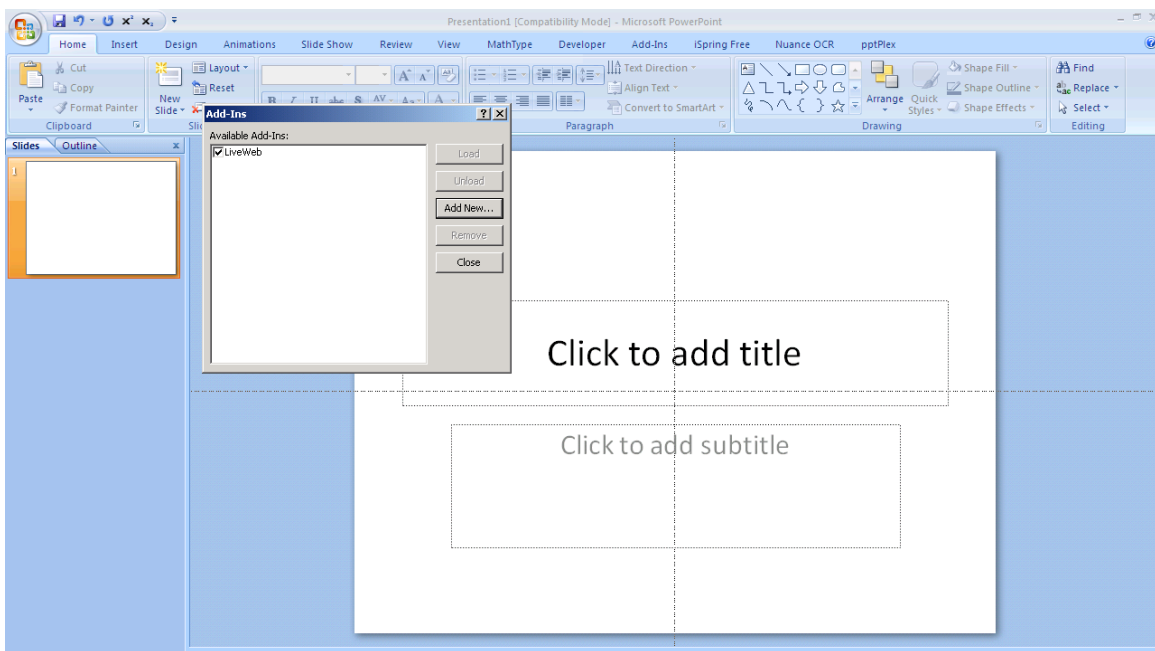 Presentation1 [Compatibility Mode] - Microsoft PowerPoint
Home Insert Design Animations Slide Show Review View MathType Developer Add-Ins iSpring Free Nuance OCR pptPlex
Paste
Cut
Copy
Format Painter
Clipboard
New
Slide
Layout
Reset
Text Direction
Align Text
Convert to SmartArt
Paragraph
Arrange
Quick
Styles
Shape Fill
Shape Outline
Shape Effects
Drawing
Find
Replace
Select
Editing
Slides Outline
1
Add-Ins
Available Add-Ins:
LiveWeb
Load
Unload
Add New...
Remove
Close
Click to add title
Click to add subtitle